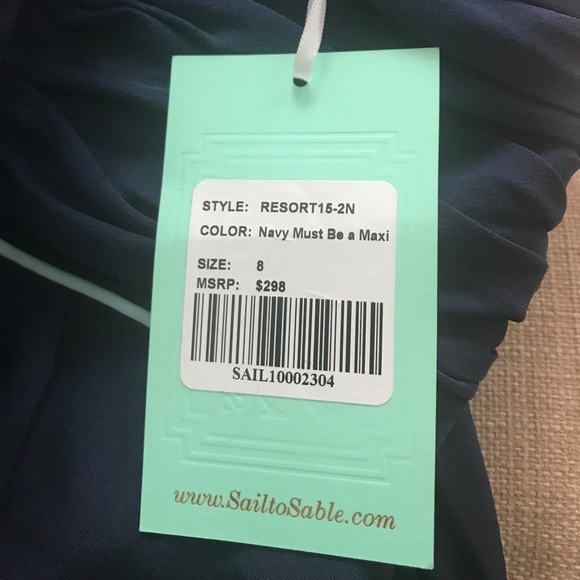 STYLE: RESORT15-2N
COLOR: Navy Must Be a Maxi
SIZE: 8
MSRP: $298
SAIL10002304
www.SailtoSable.com